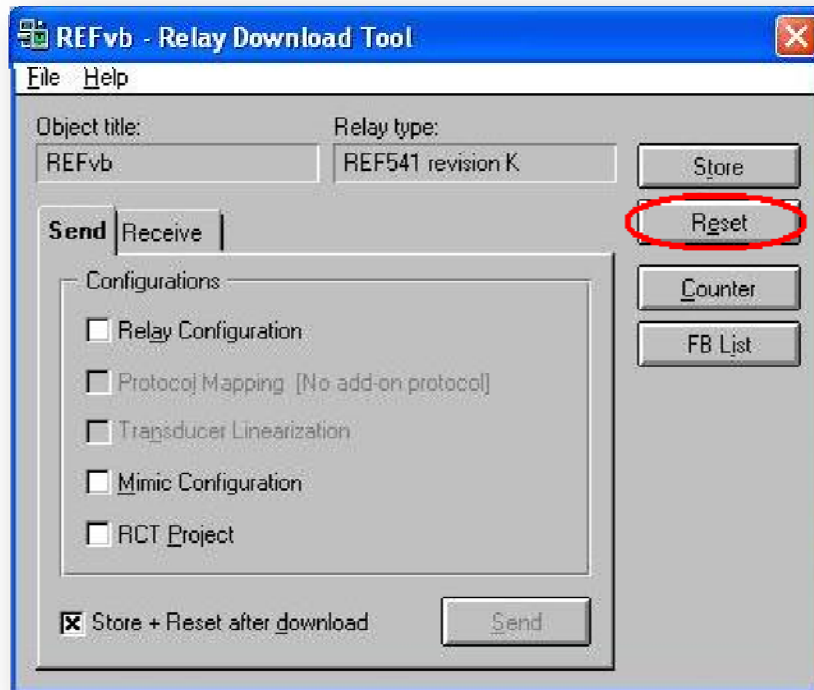 REFvb - Relay Download Tool
File Help
Object title:
Relay type:
REFvb
REF541 revision K
Store
Reset
Counter
FB List
Send
Receive
Configurations
Relay Configuration
Protocol Mapping [No add-on protocol]
Transducer Linearization
Mimic Configuration
RCT Project
Store + Reset after download
Send